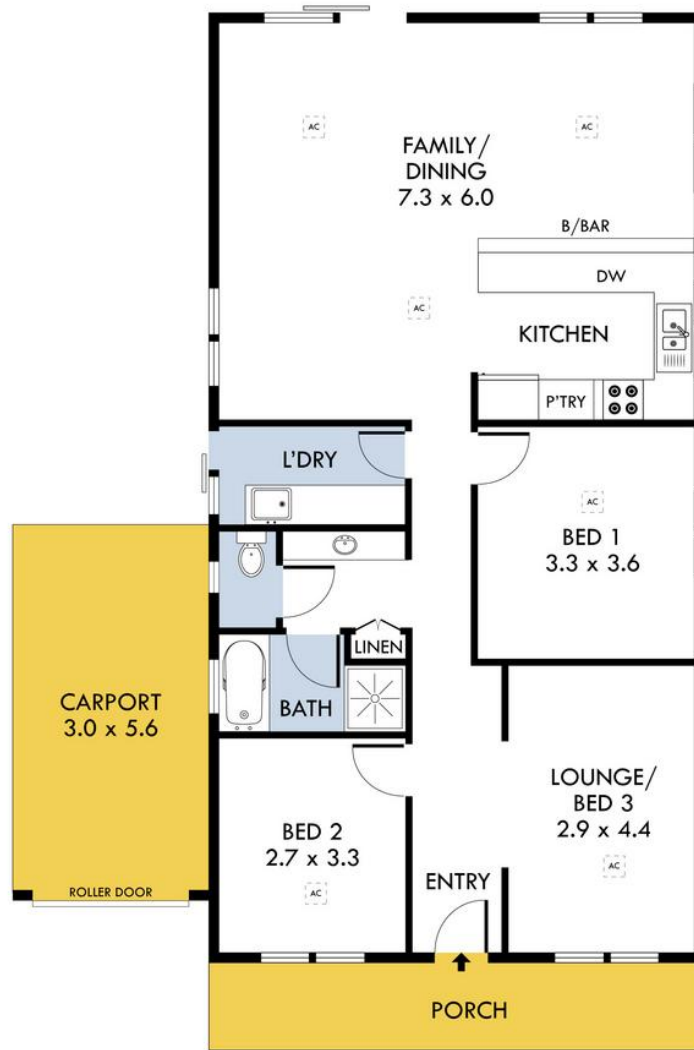 AC
AC
FAMILY/
DINING
7.3 x 6.0
B/BAR
DW
AC
KITCHEN
P'TRY
L'DRY
AC
BED 1
3.3 x 3.6
LINEN
BATH
CARPORT
3.0 x 5.6
LOUNGE/
BED 3
2.9 x 4.4
BED 2
2.7 x 3.3
AC
AC
ENTRY
ROLLER DOOR
PORCH